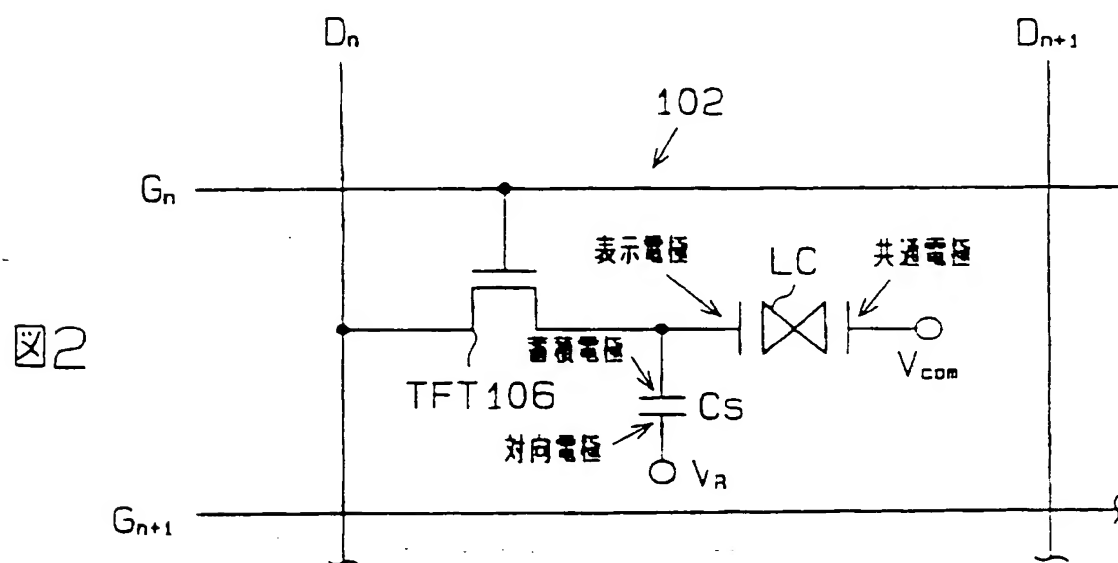 Dn
Dn+1
102
Gn
表示電極
LC
共通電極
図2
蓄積電極
Vcom
TFT106
Cs
対向電極
VR
Gn+1